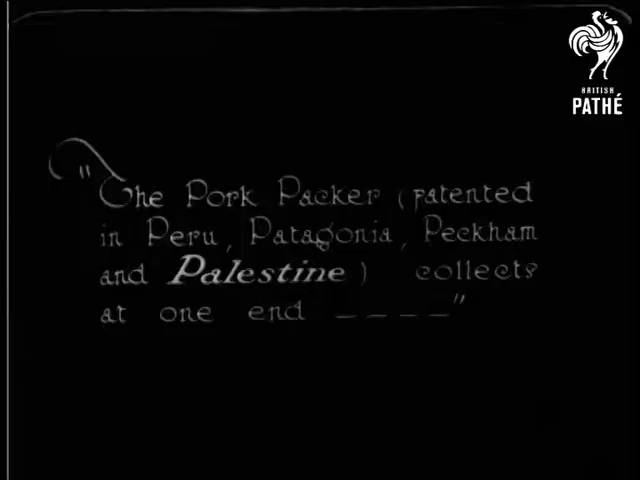 BRITISH
PATHÉ
"The Pork Packer (patented
in Peru, Patagonia, Peckham
and Palestine) collects
at one end ____"